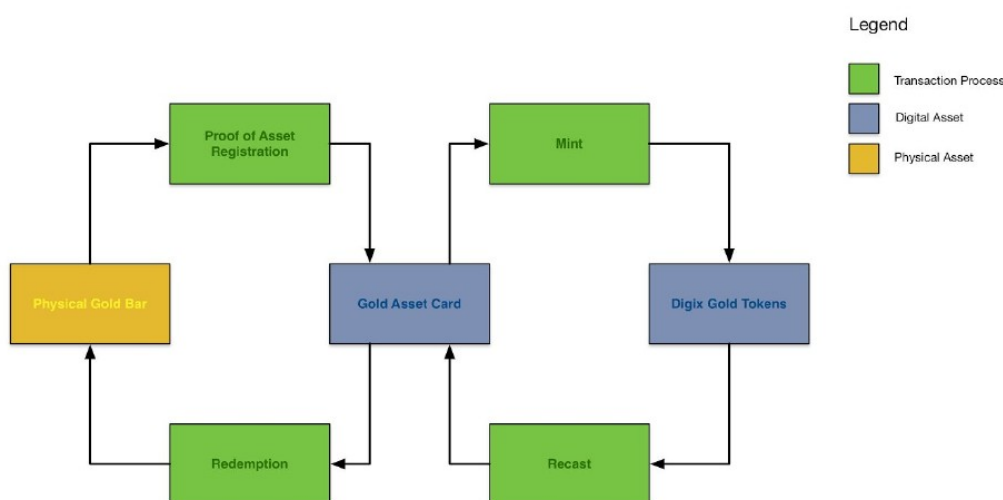 Legend
Transaction Process
Digital Asset
Physical Asset
Proof of Asset
Registration
Mint
Physical Gold Bar
Gold Asset Card
Digix Gold Tokens
Redemption
Recast